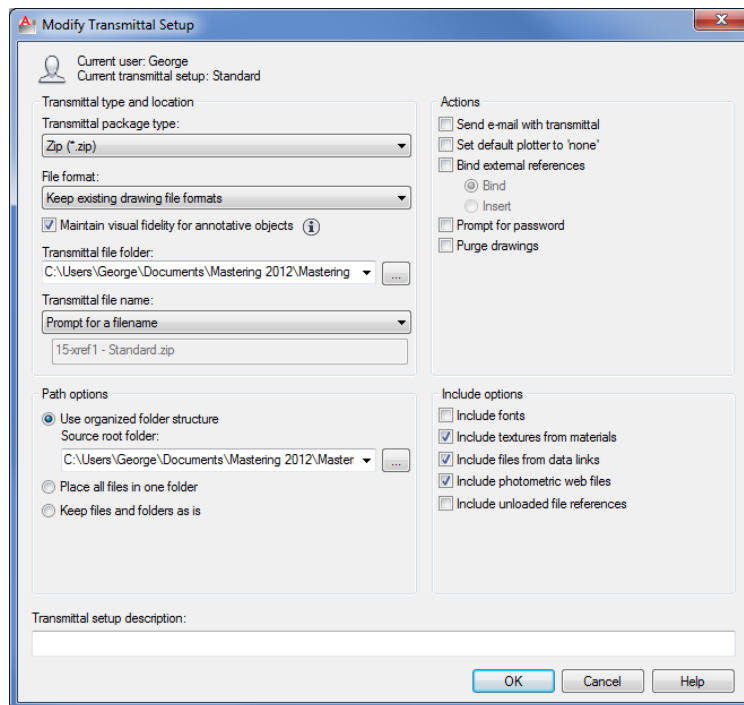 Modify Transmittal Setup
Current user: George
Current transmittal setup: Standard
Transmittal type and location
Transmittal package type:
Zip (*.zip)
File format:
Keep existing drawing file formats
Maintain visual fidelity for annotative objects
Transmittal file folder:
C:\Users\George\Documents\Mastering 2012\Mastering
...
Transmittal file name:
Prompt for a filename
15-xref1 - Standard.zip
Actions
Send e-mail with transmittal
Set default plotter to 'none'
Bind external references
Bind
Insert
Prompt for password
Purge drawings
Path options
Use organized folder structure
Source root folder:
C:\Users\George\Documents\Mastering 2012\Master
...
Place all files in one folder
Keep files and folders as is
Include options
Include fonts
Include textures from materials
Include files from data links
Include photometric web files
Include unloaded file references
Transmittal setup description:
OK
Cancel
Help